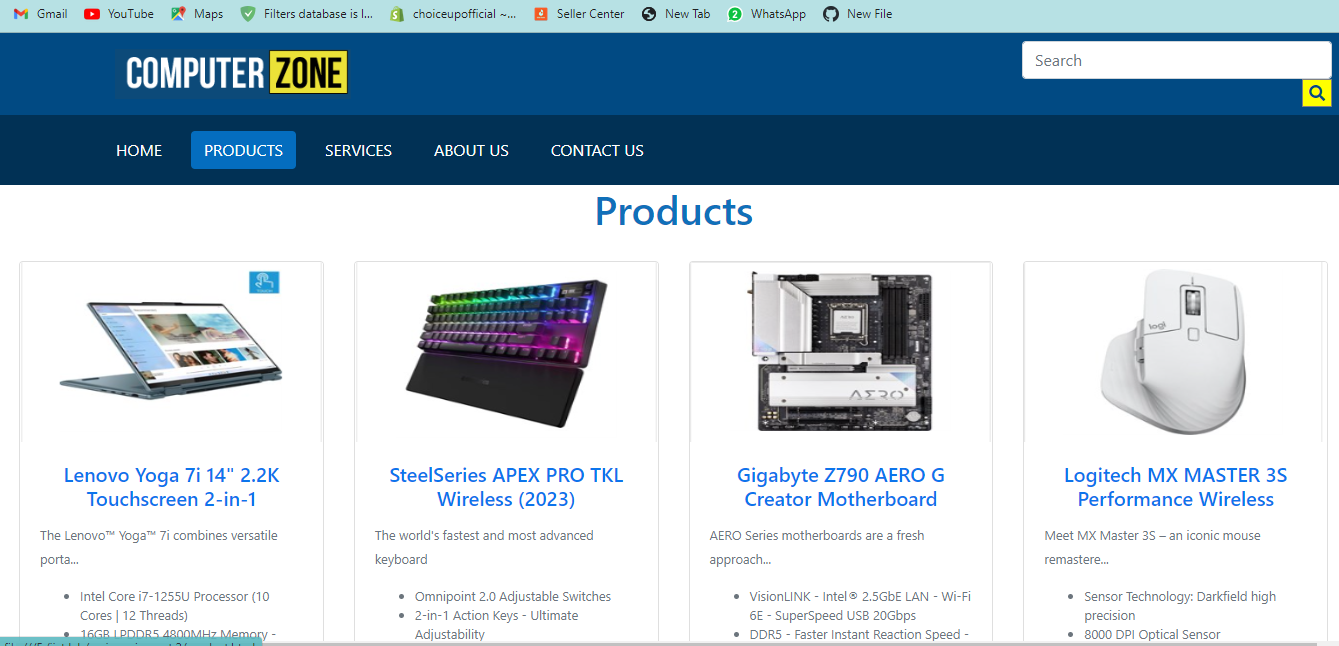 Gmail YouTube Maps Filters database is l... choiceupofficial ~... Seller Center New Tab WhatsApp New File
COMPUTER ZONE
Search
HOME PRODUCTS SERVICES ABOUT US CONTACT US
Products
Lenovo Yoga 7i 14" 2.2K
Touchscreen 2-in-1
The Lenovo™ Yoga™ 7i combines versatile
porta...
• Intel Core i7-1255U Processor (10
Cores | 12 Threads)
• 16GB LPDDR5 4800MHz Memory -
SteelSeries APEX PRO TKL
Wireless (2023)
The world's fastest and most advanced
keyboard
• Omnipoint 2.0 Adjustable Switches
• 2-in-1 Action Keys - Ultimate
Adjustability
AERO
Gigabyte Z790 AERO G
Creator Motherboard
AERO Series motherboards are a fresh
approach...
• VisionLINK - Intel® 2.5GbE LAN - Wi-Fi
6E - SuperSpeed USB 20Gbps
• DDR5 - Faster Instant Reaction Speed -
logi
Logitech MX MASTER 3S
Performance Wireless
Meet MX Master 3S – an iconic mouse
remastere...
• Sensor Technology: Darkfield high
precision
• 8000 DPI Optical Sensor